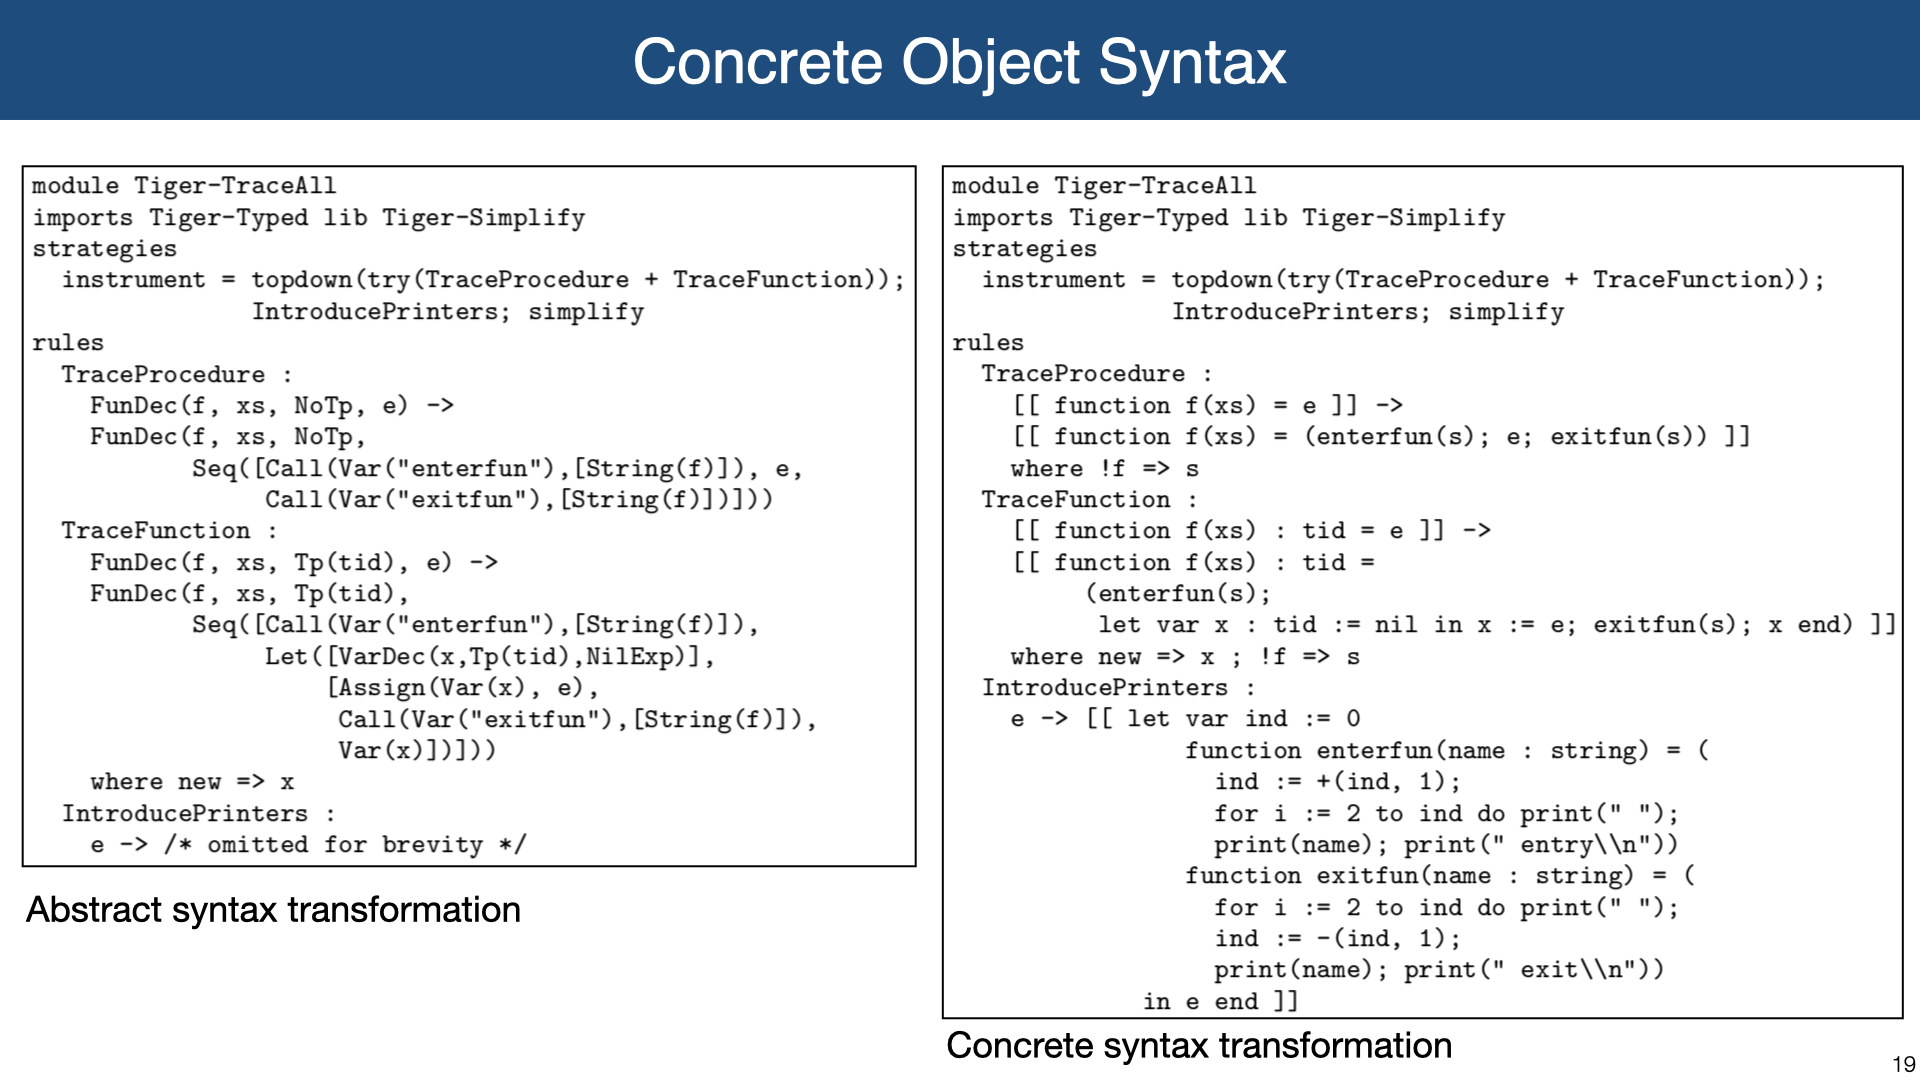 Concrete Object Syntax
module Tiger-TraceAll
imports Tiger-Typed lib Tiger-Simplify
strategies
  instrument = topdown(try(TraceProcedure + TraceFunction));
               IntroducePrinters; simplify
rules
  TraceProcedure :
    FunDec(f, xs, NoTp, e) ->
    FunDec(f, xs, NoTp,
           Seq([Call(Var("enterfun"),[String(f)]), e,
                Call(Var("exitfun"),[String(f)])]))
  TraceFunction :
    FunDec(f, xs, Tp(tid), e) ->
    FunDec(f, xs, Tp(tid),
           Seq([Call(Var("enterfun"),[String(f)]),
                Let([VarDec(x,Tp(tid),NilExp)],
                    [Assign(Var(x), e),
                     Call(Var("exitfun"),[String(f)]),
                     Var(x)])]))
    where new => x
  IntroducePrinters :
    e -> /* omitted for brevity */
Abstract syntax transformation
module Tiger-TraceAll
imports Tiger-Typed lib Tiger-Simplify
strategies
  instrument = topdown(try(TraceProcedure + TraceFunction));
               IntroducePrinters; simplify
rules
  TraceProcedure :
    [[ function f(xs) = e ]] ->
    [[ function f(xs) = (enterfun(s); e; exitfun(s)) ]]
    where !f => s
  TraceFunction :
    [[ function f(xs) : tid = e ]] ->
    [[ function f(xs) : tid =
         (enterfun(s);
          let var x : tid := nil in x := e; exitfun(s); x end) ]]
    where new => x ; !f => s
  IntroducePrinters :
    e -> [[ let var ind := 0
                function enterfun(name : string) = (
                  ind := +(ind, 1);
                  for i := 2 to ind do print(" ");
                  print(name); print(" entry\\n"))
                function exitfun(name : string) = (
                  for i := 2 to ind do print(" ");
                  ind := -(ind, 1);
                  print(name); print(" exit\\n"))
             in e end ]]
Concrete syntax transformation
19